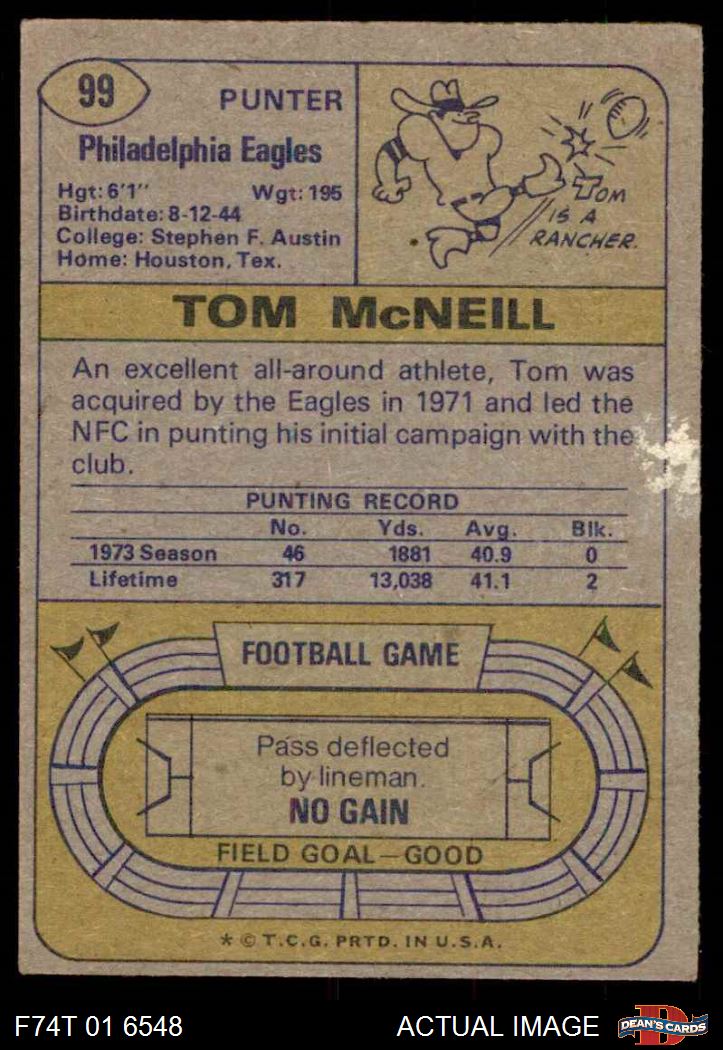 99
PUNTER
Philadelphia Eagles
Hgt: 6'1" Wgt: 195
Birthdate: 8-12-44
College: Stephen F. Austin
Home: Houston, Tex.
TOM
IS A
RANCHER.
TOM McNEILL
An excellent all-around athlete, Tom was
acquired by the Eagles in 1971 and led the
NFC in punting his initial campaign with the
club.
PUNTING RECORD
No. Yds. Avg. Blk.
1973 Season 46 1881 40.9 0
Lifetime 317 13,038 41.1 2
FOOTBALL GAME
Pass deflected
by lineman.
NO GAIN
FIELD GOAL—GOOD
* © T.C.G. PRTD. IN U.S.A.
F74T 01 6548 ACTUAL IMAGE
D
DEAN'S CARDS